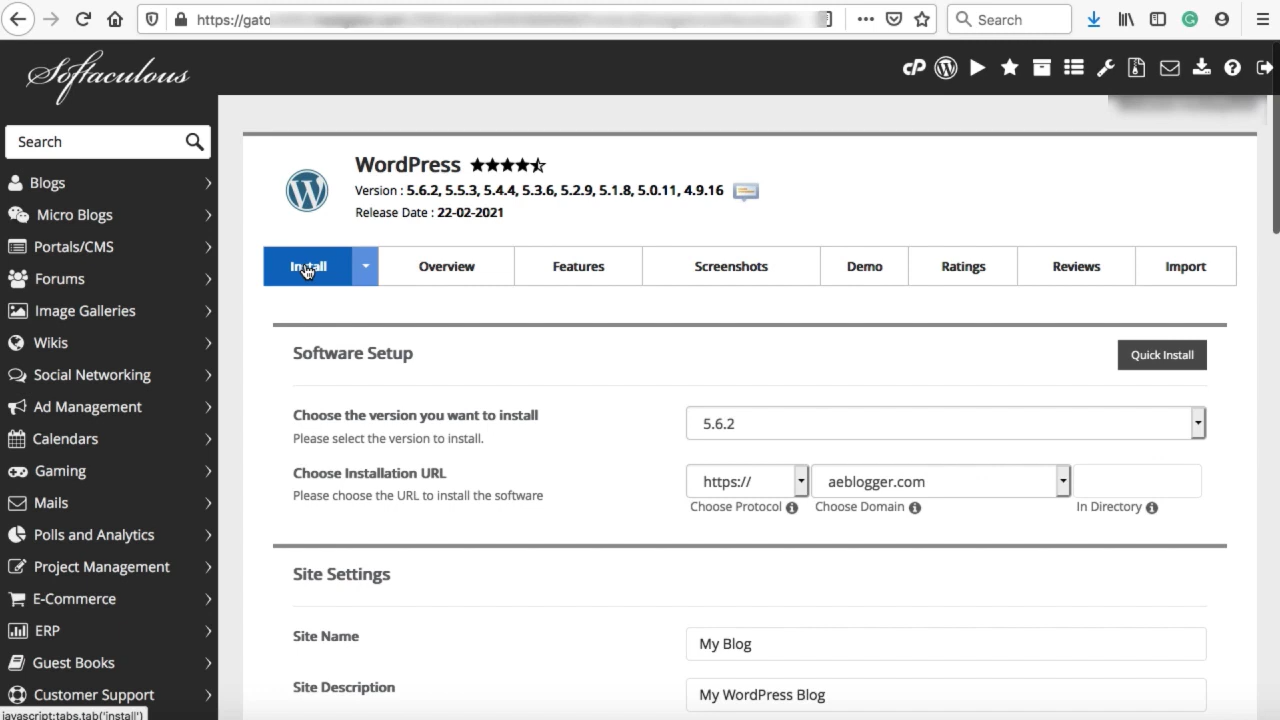 https://gato
Search
Softaculous
Search
Blogs
Micro Blogs
Portals/CMS
Forums
Image Galleries
Wikis
Social Networking
Ad Management
Calendars
Gaming
Mails
Polls and Analytics
Project Management
E-Commerce
ERP
Guest Books
Customer Support
javascript:tabs.tab('install')
cP
WordPress
Version : 5.6.2, 5.5.3, 5.4.4, 5.3.6, 5.2.9, 5.1.8, 5.0.11, 4.9.16
Release Date : 22-02-2021
Install Overview Features Screenshots Demo Ratings Reviews Import
Software Setup
Quick Install
Choose the version you want to install
Please select the version to install.
5.6.2
Choose Installation URL
Please choose the URL to install the software
https:// aeblogger.com
Choose Protocol Choose Domain In Directory
Site Settings
Site Name
My Blog
Site Description
My WordPress Blog